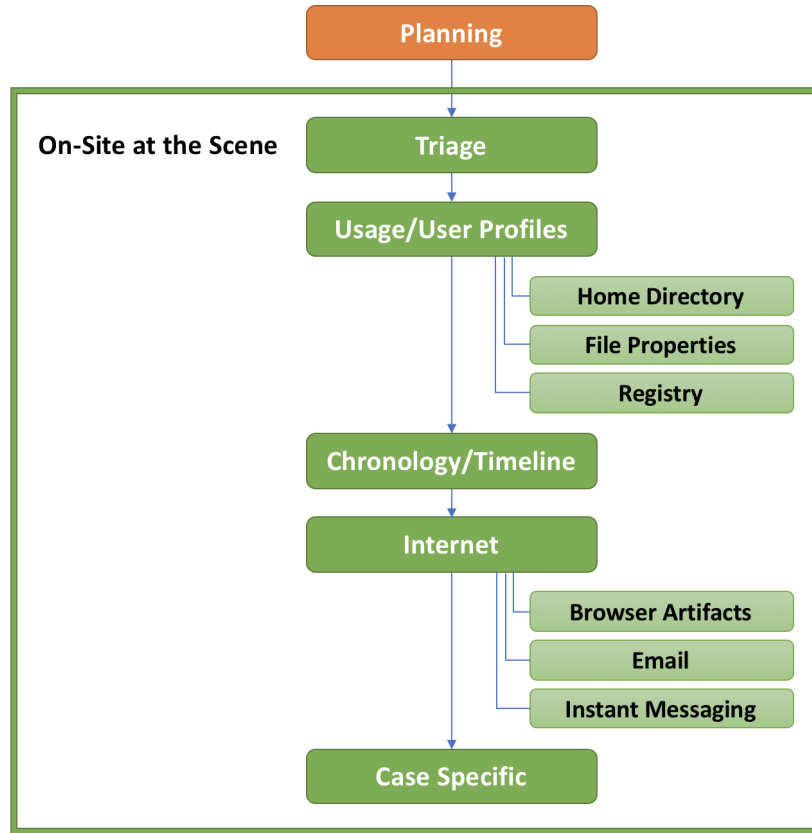 Planning
On-Site at the Scene
Triage
Usage/User Profiles
Home Directory
File Properties
Registry
Chronology/Timeline
Internet
Browser Artifacts
Email
Instant Messaging
Case Specific